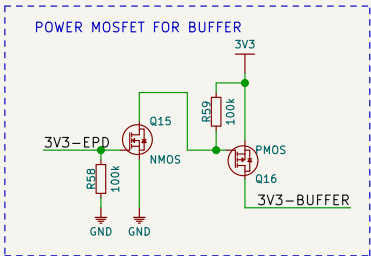 POWER MOSFET FOR BUFFER
3V3
Q15
R59
100k
3V3-EPD
NMOS
PMOS
R58
100k
Q16
3V3-BUFFER
GND
GND